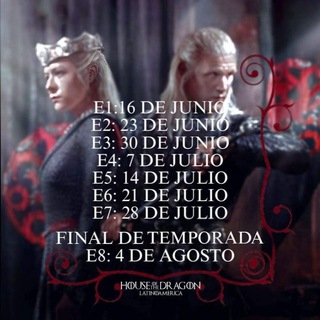 E1:16 DE JUNIO
E2: 23 DE JUNIO
E3: 30 DE JUNIO
E4: 7 DE JULIO
E5: 14 DE JULIO
E6: 21 DE JULIO
E7: 28 DE JULIO
FINAL DE TEMPORADA
E8: 4 DE AGOSTO
HOUSE OF THE DRAGON
LATINOAMERICA